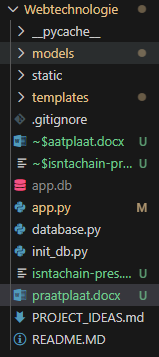 Webtechnologie
__pycache__
models
static
templates
.gitignore
~$aatplaat.docx U
~$isntachain-pr... U
app.db
app.py M
database.py
init_db.py
isntachain-pres... U
praatplaat.docx U
PROJECT_IDEAS.md
README.MD